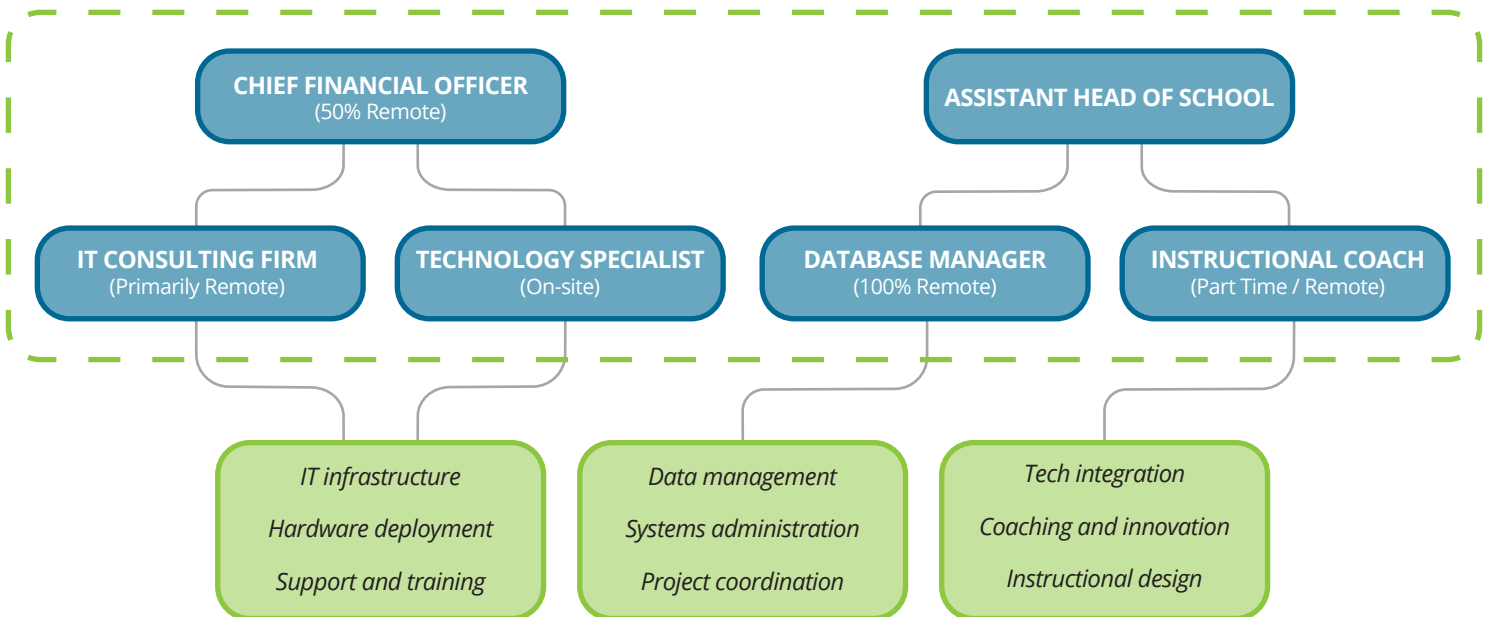 CHIEF FINANCIAL OFFICER
(50% Remote)
ASSISTANT HEAD OF SCHOOL
IT CONSULTING FIRM
(Primarily Remote)
TECHNOLOGY SPECIALIST
(On-site)
DATABASE MANAGER
(100% Remote)
INSTRUCTIONAL COACH
(Part Time / Remote)
IT infrastructure
Hardware deployment
Support and training
Data management
Systems administration
Project coordination
Tech integration
Coaching and innovation
Instructional design